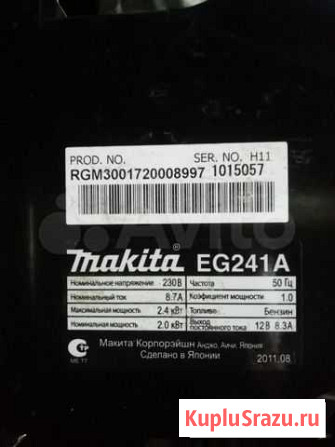 PROD. NO. SER. NO. H11
RGM3001720008997 1015057
Avito
makita EG241A
Номинальное напряжение 230В Частота 50 Гц
Номинальный ток 8.7А Коэффициент мощности 1.0
Максимальная мощность 2.4 кВт Топливо Бензин
Номинальная мощность 2.0 кВт Выход постоянного тока 12В 8.3А
Макита Корпорэйшн Анджо, Айчи, Япония
Сделано в Японии 2011.08
KupluSrazu.ru